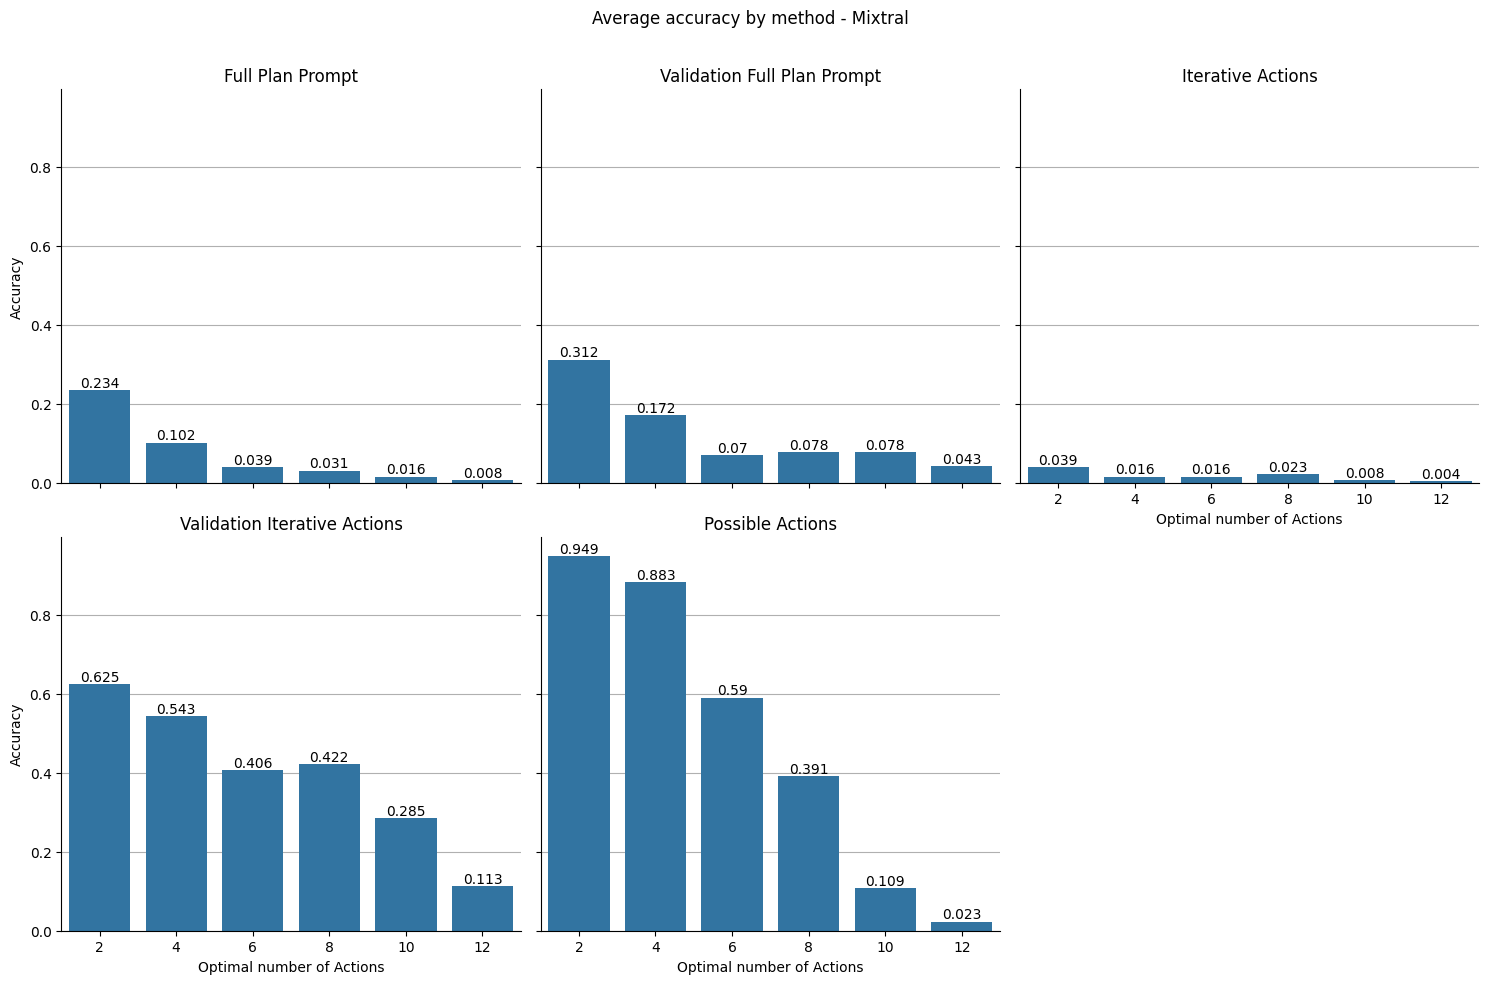 Average accuracy by method - Mixtral
Full Plan Prompt
Validation Full Plan Prompt
Iterative Actions
Accuracy
0.8
0.6
0.4
0.2
0.0
0.234
0.102
0.039
0.031
0.016
0.008
0.312
0.172
0.07
0.078
0.078
0.043
0.039
0.016
0.016
0.023
0.008
0.004
2 4 6 8 10 12
Optimal number of Actions
Validation Iterative Actions
Possible Actions
Accuracy
0.8
0.6
0.4
0.2
0.0
0.625
0.543
0.406
0.422
0.285
0.113
2 4 6 8 10 12
Optimal number of Actions
0.949
0.883
0.59
0.391
0.109
0.023
2 4 6 8 10 12
Optimal number of Actions